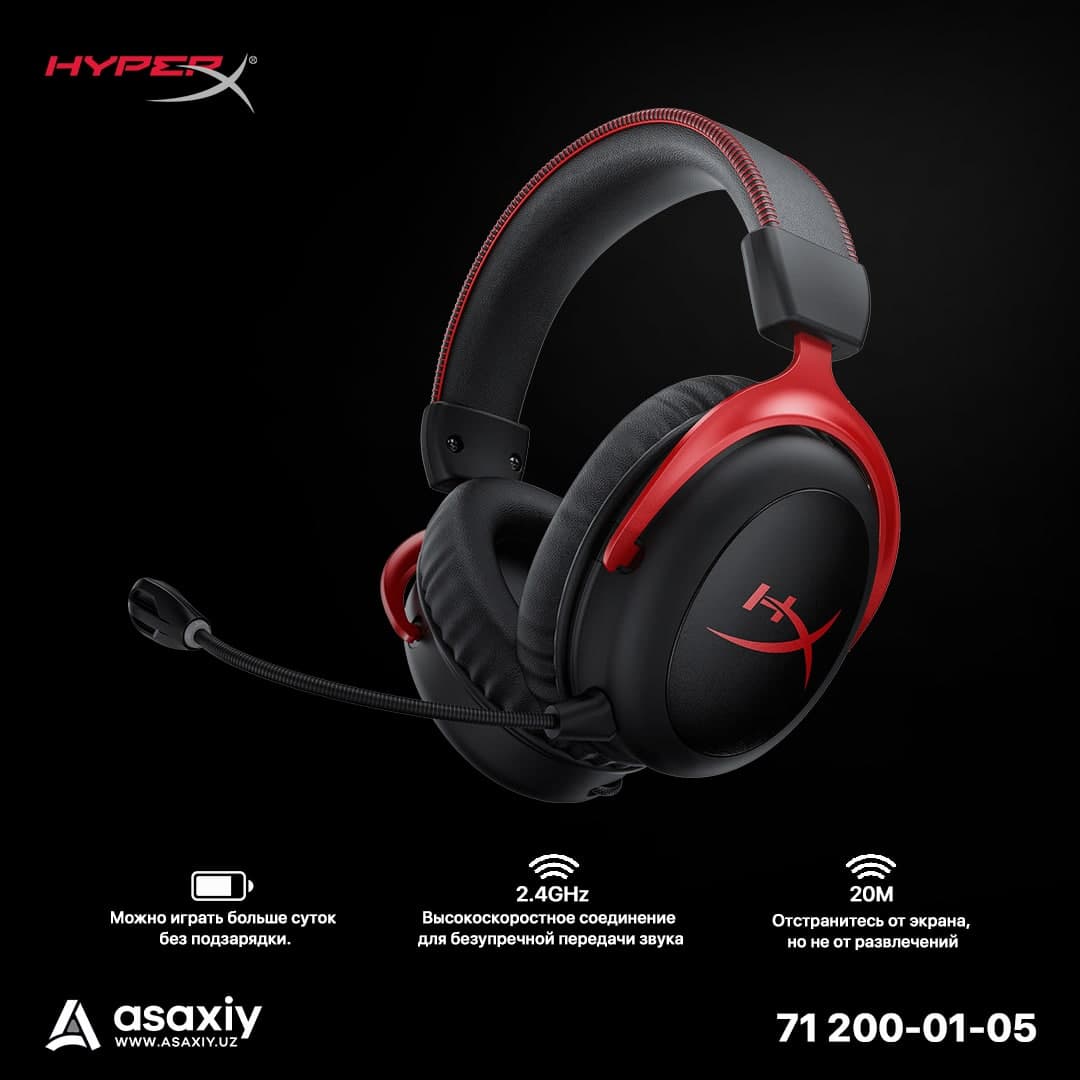 HYPERX®
HX
2.4GHz
20M
Можно играть больше суток
без подзарядки.
Высокоскоростное соединение
для безупречной передачи звука
Отстранитесь от экрана,
но не от развлечений
asaxiy
WWW.ASAXIY.UZ
71 200-01-05